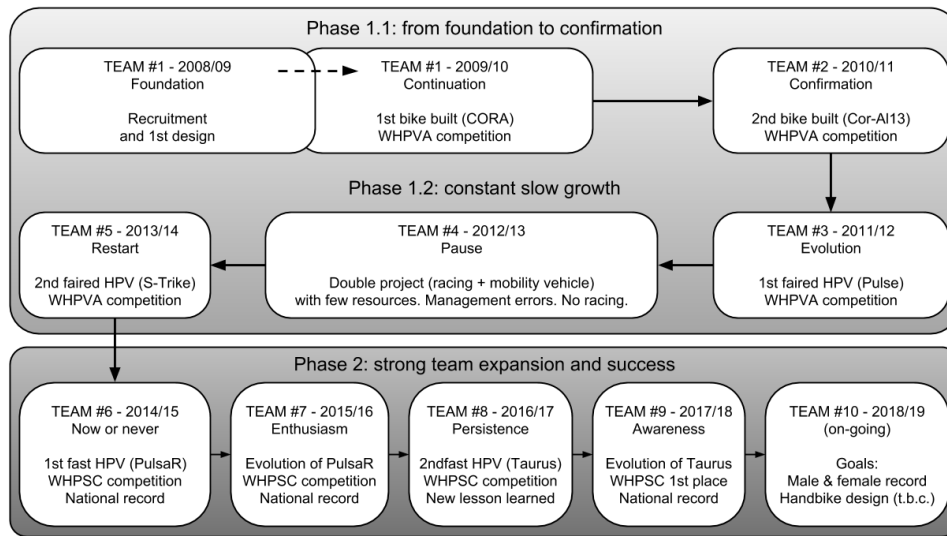 Phase 1.1: from foundation to confirmation
TEAM #1 - 2008/09
Foundation
Recruitment
and 1st design
TEAM #1 - 2009/10
Continuation
1st bike built (CORA)
WHPVA competition
TEAM #2 - 2010/11
Confirmation
2nd bike built (Cor-Al13)
WHPVA competition
Phase 1.2: constant slow growth
TEAM #5 - 2013/14
Restart
2nd faired HPV (S-Trike)
WHPVA competition
TEAM #4 - 2012/13
Pause
Double project (racing + mobility vehicle)
with few resources. Management errors. No racing.
TEAM #3 - 2011/12
Evolution
1st faired HPV (Pulse)
WHPVA competition
Phase 2: strong team expansion and success
TEAM #6 - 2014/15
Now or never
1st fast HPV (PulsaR)
WHPSC competition
National record
TEAM #7 - 2015/16
Enthusiasm
Evolution of PulsaR
WHPSC competition
National record
TEAM #8 - 2016/17
Persistence
2ndfast HPV (Taurus)
WHPSC competition
New lesson learned
TEAM #9 - 2017/18
Awareness
Evolution of Taurus
WHPSC 1st place
National record
TEAM #10 - 2018/19
(on-going)
Goals:
Male & female record
Handbike design (t.b.c.)